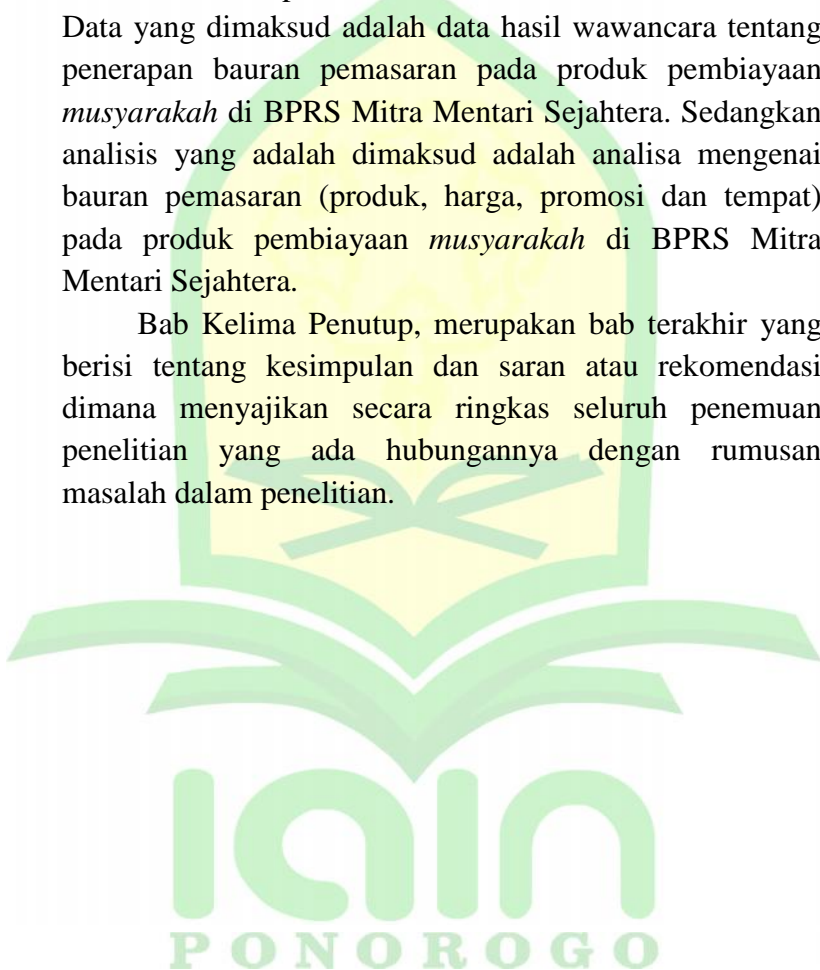 Data yang dimaksud adalah data hasil wawancara tentang
penerapan bauran pemasaran pada produk pembiayaan
musyarakah di BPRS Mitra Mentari Sejahtera. Sedangkan
analisis yang adalah dimaksud adalah analisa mengenai
bauran pemasaran (produk, harga, promosi dan tempat)
pada produk pembiayaan musyarakah di BPRS Mitra
Mentari Sejahtera.
Bab Kelima Penutup, merupakan bab terakhir yang
berisi tentang kesimpulan dan saran atau rekomendasi
dimana menyajikan secara ringkas seluruh penemuan
penelitian yang ada hubungannya dengan rumusan
masalah dalam penelitian.
iain
PONOROGO